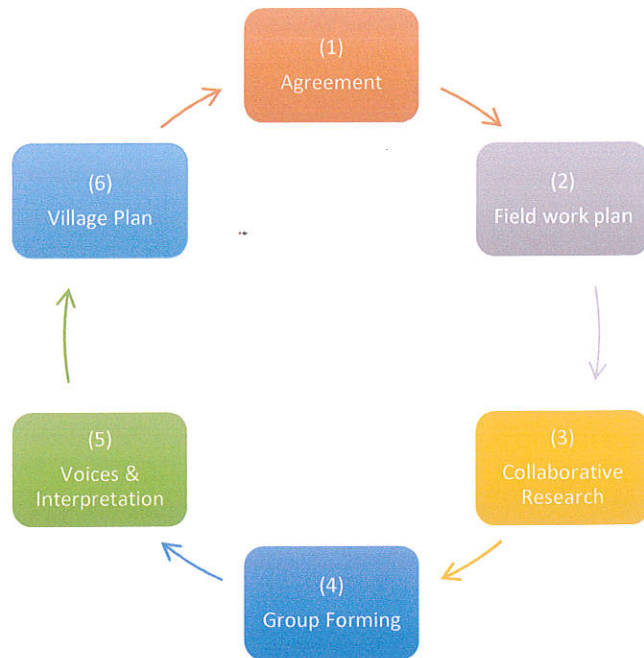 (1)
Agreement
(2)
Field work plan
(3)
Collaborative
Research
(4)
Group Forming
(5)
Voices &
Interpretation
(6)
Village Plan